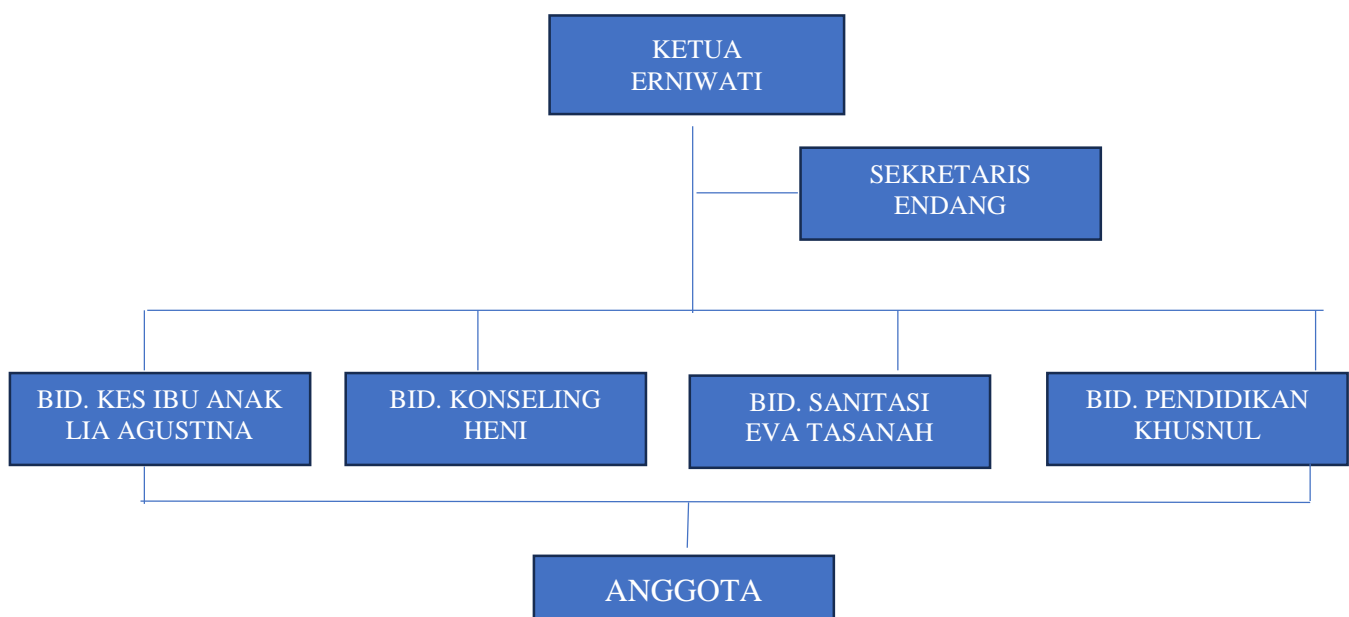 KETUA
ERNIWATI
SEKRETARIS
ENDANG
BID. KES IBU ANAK
LIA AGUSTINA
BID. KONSELING
HENI
BID. SANITASI
EVA TASANAH
BID. PENDIDIKAN
KHUSNUL
ANGGOTA